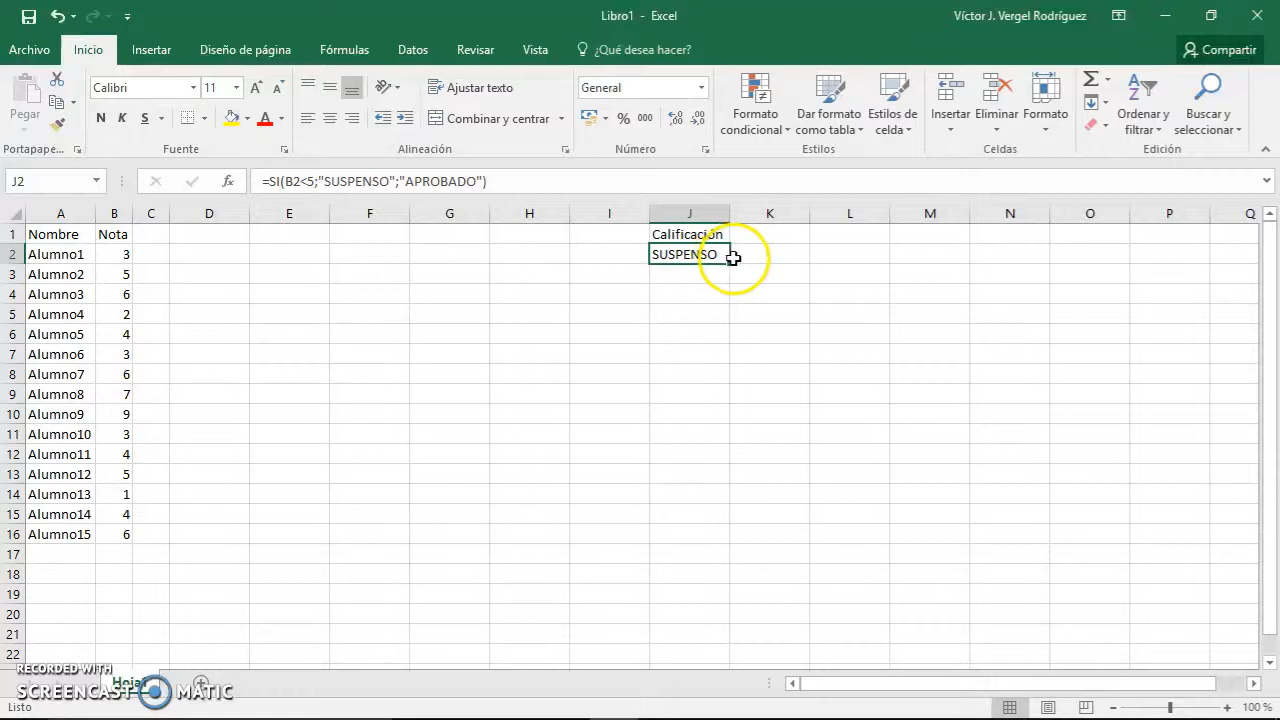 Libro1 - Excel
Víctor J. Vergel Rodríguez
Archivo Inicio Insertar Diseño de página Fórmulas Datos Revisar Vista ¿Qué desea hacer? Compartir
Pegar
Portapape...
Calibri 11
N K S
Fuente
Ajustar texto
Combinar y centrar
Alineación
General
% 000
Número
Formato condicional
Dar formato como tabla
Estilos de celda
Estilos
Insertar Eliminar Formato
Celdas
Ordenar y filtrar
Buscar y seleccionar
Edición
J2 fx =SI(B2<5;"SUSPENSO";"APROBADO")
A B C D E F G H I J K L M N O P Q
1 Nombre Nota Calificación
2 Alumno1 3 SUSPENSO
3 Alumno2 5
4 Alumno3 6
5 Alumno4 2
6 Alumno5 4
7 Alumno6 3
8 Alumno7 6
9 Alumno8 7
10 Alumno9 9
11 Alumno10 3
12 Alumno11 4
13 Alumno12 5
14 Alumno13 1
15 Alumno14 4
16 Alumno15 6
17
18
19
20
21
22
RECORDED WITH
SCREENCAST MATIC
Listo
100 %